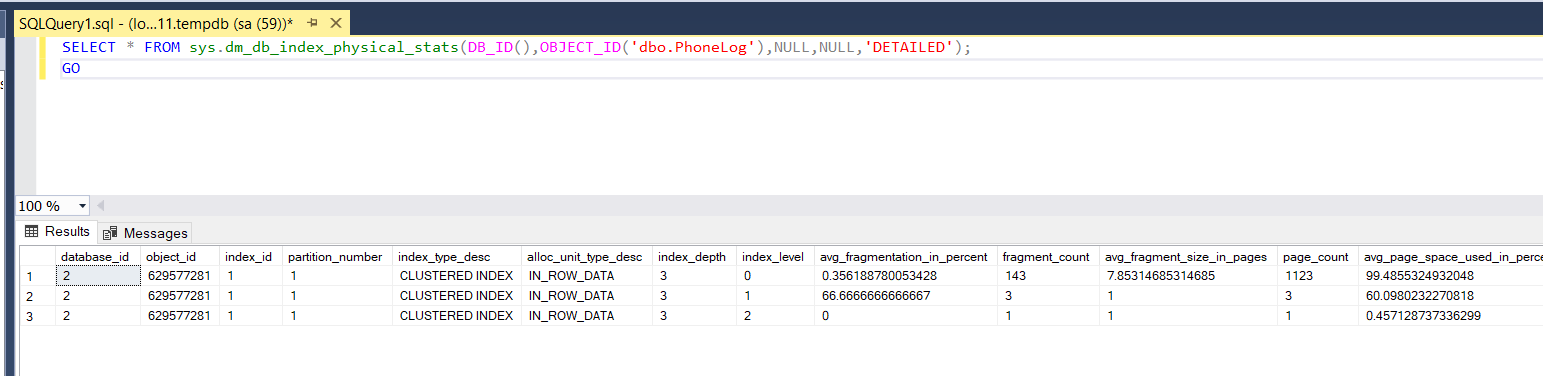 SQLQuery1.sql - (lo...11.tempdb (sa (59))*
SELECT * FROM sys.dm_db_index_physical_stats(DB_ID(),OBJECT_ID('dbo.PhoneLog'),NULL,NULL,'DETAILED');
GO
100 %
Results Messages
database_id object_id index_id partition_number index_type_desc alloc_unit_type_desc index_depth index_level avg_fragmentation_in_percent fragment_count avg_fragment_size_in_pages page_count avg_page_space_used_in_perce
1 2 629577281 1 1 CLUSTERED INDEX IN_ROW_DATA 3 0 0.356188780053428 143 7.85314685314685 1123 99.4855324932048
2 2 629577281 1 1 CLUSTERED INDEX IN_ROW_DATA 3 1 66.6666666666667 3 1 3 60.0980232270818
3 2 629577281 1 1 CLUSTERED INDEX IN_ROW_DATA 3 2 0 1 1 1 0.457128737336299